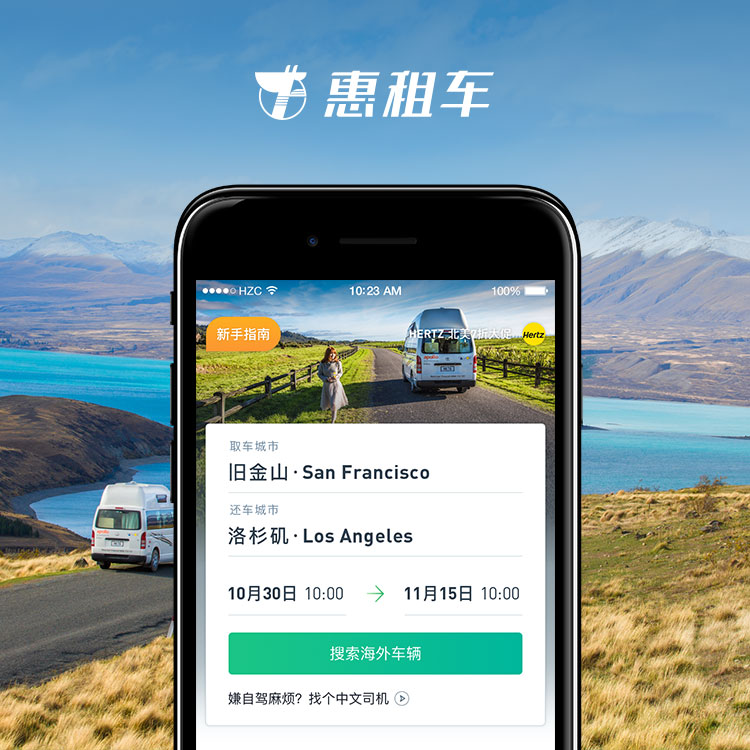 惠租车
HZC
10:23 AM
100%
新手指南
HERTZ 北美7折大促
Hertz
取车城市
旧金山·San Francisco
还车城市
洛杉矶·Los Angeles
10月30日 10:00
11月15日 10:00
搜索海外车辆
嫌自驾麻烦？找个中文司机